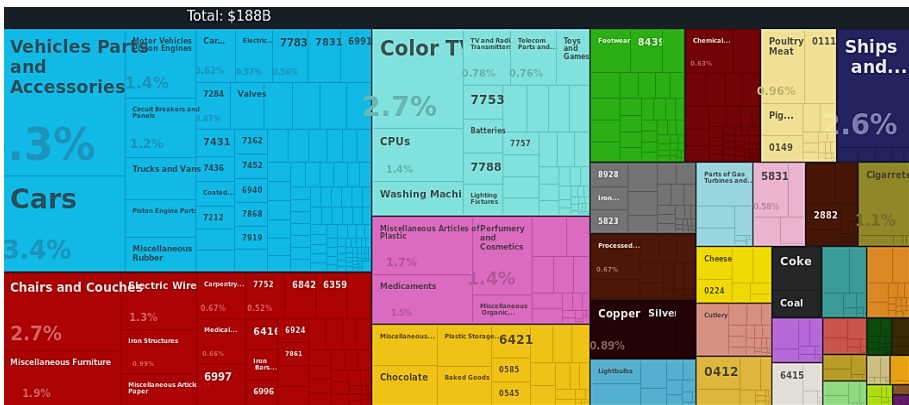 Total: $188B
Vehicles Parts
and
Accessories
.3%
Cars
3.4%
Motor Vehicles
Piston Engines
1.4%
Circuit Breakers and
Panels
1.2%
Trucks and Vans
Piston Engine Parts
Miscellaneous
Rubber
Car...
0.62%
Electric...
0.57%
7783
0.56%
7831
6991
7284
0.47%
Valves
7431
7162
7436
7452
Coated...
6940
7212
7868
7919
Chairs and Couches
2.7%
Miscellaneous Furniture
1.9%
Electric Wire
1.3%
Iron Structures
0.99%
Miscellaneous Article
Paper
Carpentry...
0.67%
7752
0.52%
6842
6359
Medical...
0.66%
6416
6924
6997
Iron
Bars...
7861
6996
Color TV
2.7%
CPUs
1.4%
Washing Machi
TV and Radi
Transmitters
0.78%
Telecom
Parts and...
0.76%
Toys
and
Games
7753
Batteries
7757
7788
Lighting
Fixtures
Miscellaneous Articles of
Plastic
1.7%
Medicaments
1.5%
Perfumery
and
Cosmetics
1.4%
Miscellaneous
Organic...
Miscellaneous...
Plastic Storage...
6421
Chocolate
Baked Goods
0585
0545
Footwear
8439
Chemical...
0.63%
Poultry
Meat
0.96%
0111
Pig...
0149
Ships
and...
2.6%
8928
Iron...
5823
Parts of Gas
Turbines and...
5831
0.58%
2882
Cigarrete
1.1%
Processed...
0.67%
Cheese
0224
Coke
Coal
Copper
0.89%
Silver
Cutlery
Lightbulbs
0412
6415